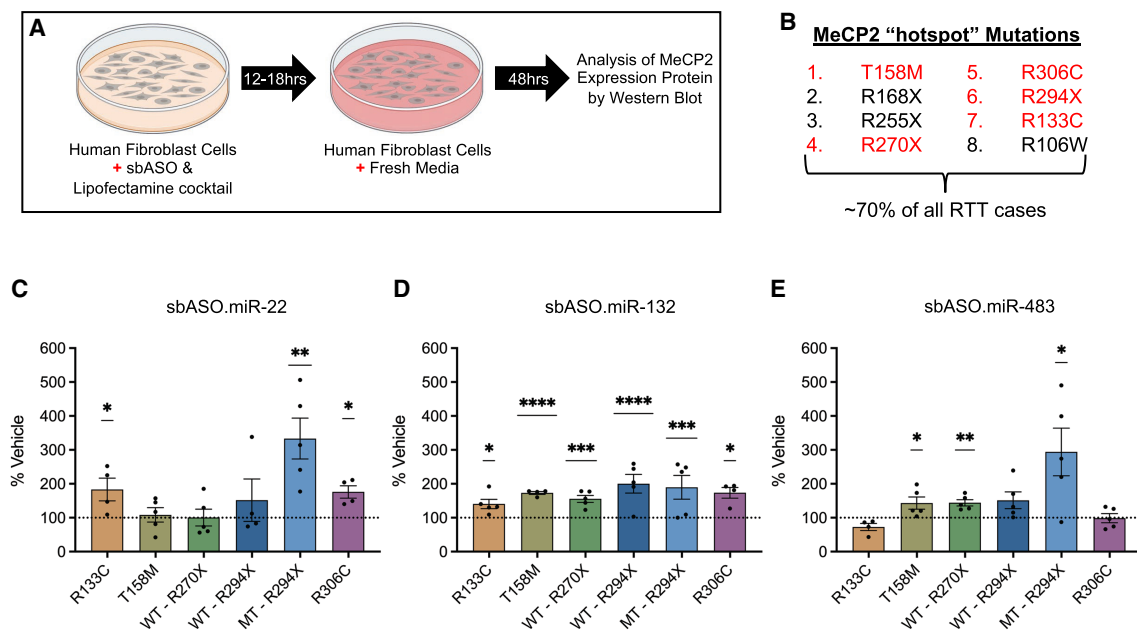 A
12-18hrs
48hrs
Analysis of MeCP2
Expression Protein
by Western Blot
Human Fibroblast Cells
+ sbASO &
Lipofectamine cocktail
Human Fibroblast Cells
+ Fresh Media
B
MeCP2 “hotspot” Mutations
1. T158M 5. R306C
2. R168X 6. R294X
3. R255X 7. R133C
4. R270X 8. R106W
~70% of all RTT cases
C
sbASO.miR-22
% Vehicle
600
500
400
300
200
100
0
*
**
*
R133C
T158M
WT - R270X
WT - R294X
MT - R294X
R306C
D
sbASO.miR-132
% Vehicle
600
500
400
300
200
100
0
*
****
***
****
***
*
R133C
T158M
WT - R270X
WT - R294X
MT - R294X
R306C
E
sbASO.miR-483
% Vehicle
600
500
400
300
200
100
0
*
**
*
R133C
T158M
WT - R270X
WT - R294X
MT - R294X
R306C